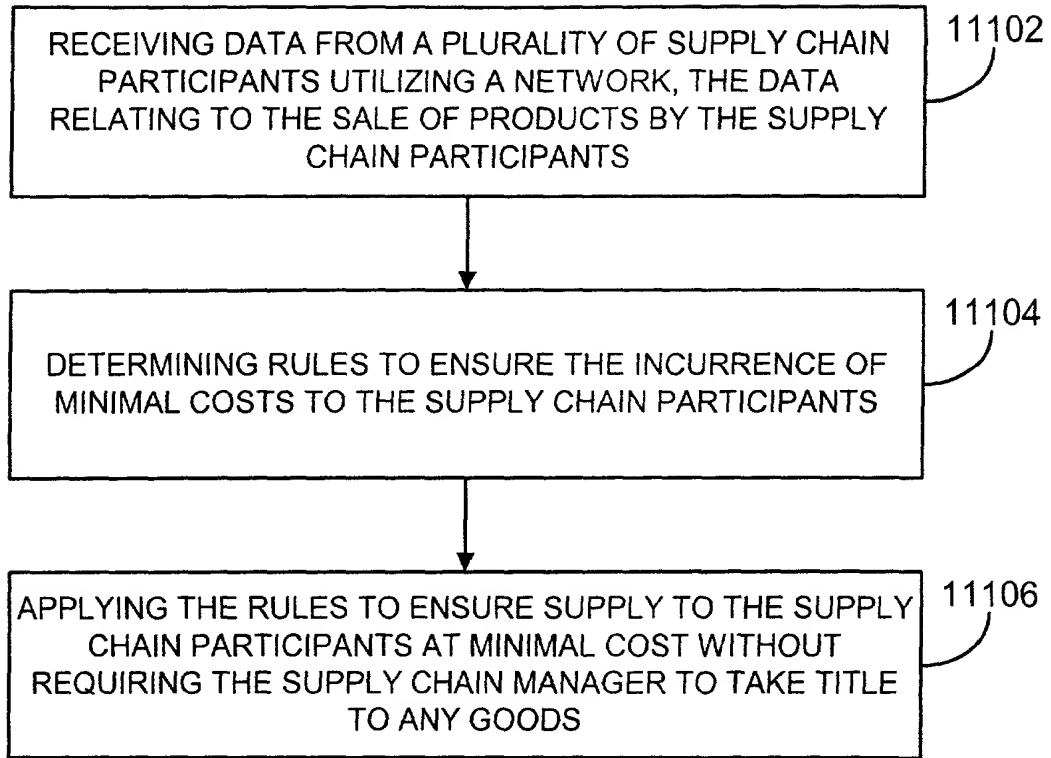 RECEIVING DATA FROM A PLURALITY OF SUPPLY CHAIN
PARTICIPANTS UTILIZING A NETWORK, THE DATA
RELATING TO THE SALE OF PRODUCTS BY THE SUPPLY
CHAIN PARTICIPANTS
11102
DETERMINING RULES TO ENSURE THE INCURRENCE OF
MINIMAL COSTS TO THE SUPPLY CHAIN PARTICIPANTS
11104
APPLYING THE RULES TO ENSURE SUPPLY TO THE SUPPLY
CHAIN PARTICIPANTS AT MINIMAL COST WITHOUT
REQUIRING THE SUPPLY CHAIN MANAGER TO TAKE TITLE
TO ANY GOODS
11106